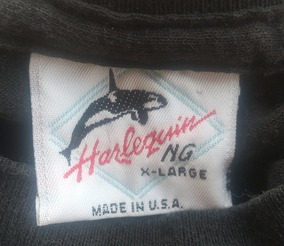 Harlequin
NG
X-LARGE
MADE IN U.S.A.